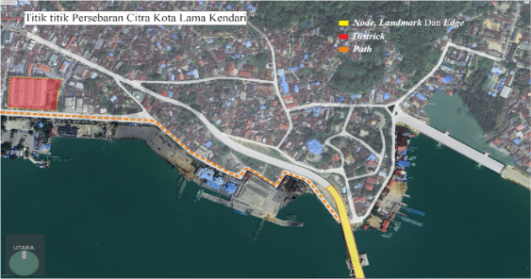 Titik titik Persebaran Citra Kota Lama Kendari
Node, Landmark Dan Edge
Districk
Path
UTARA